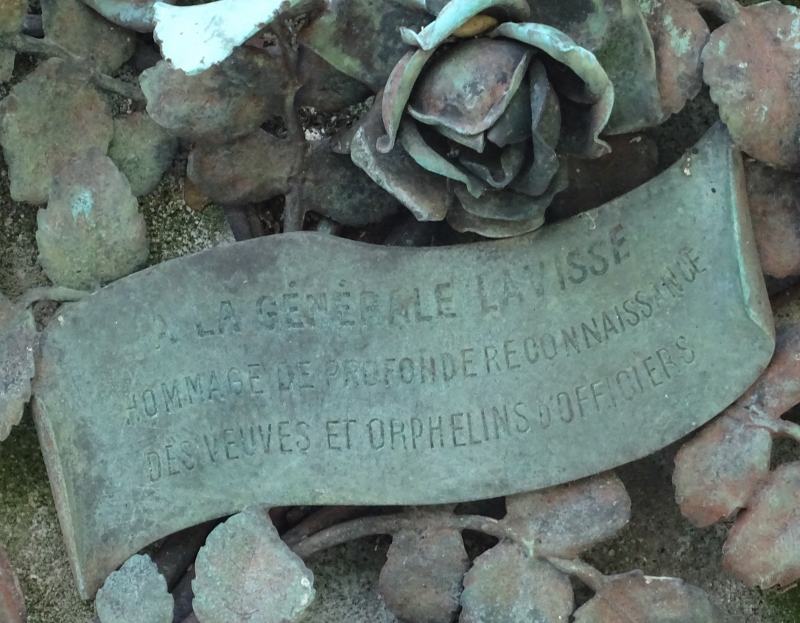 A LA GÉNÉRALE LAVISSE
HOMMAGE DE PROFONDE RECONNAISSANCE
DES VEUVES ET ORPHELINS D'OFFICIERS